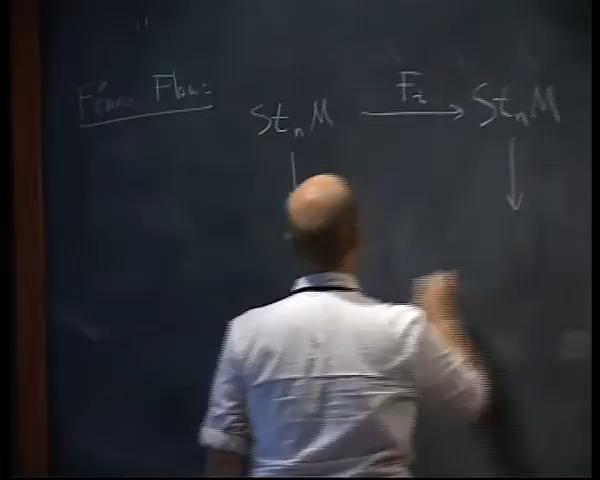 Frame Flow:
St_n M → F_t St_n M
↓ ↓